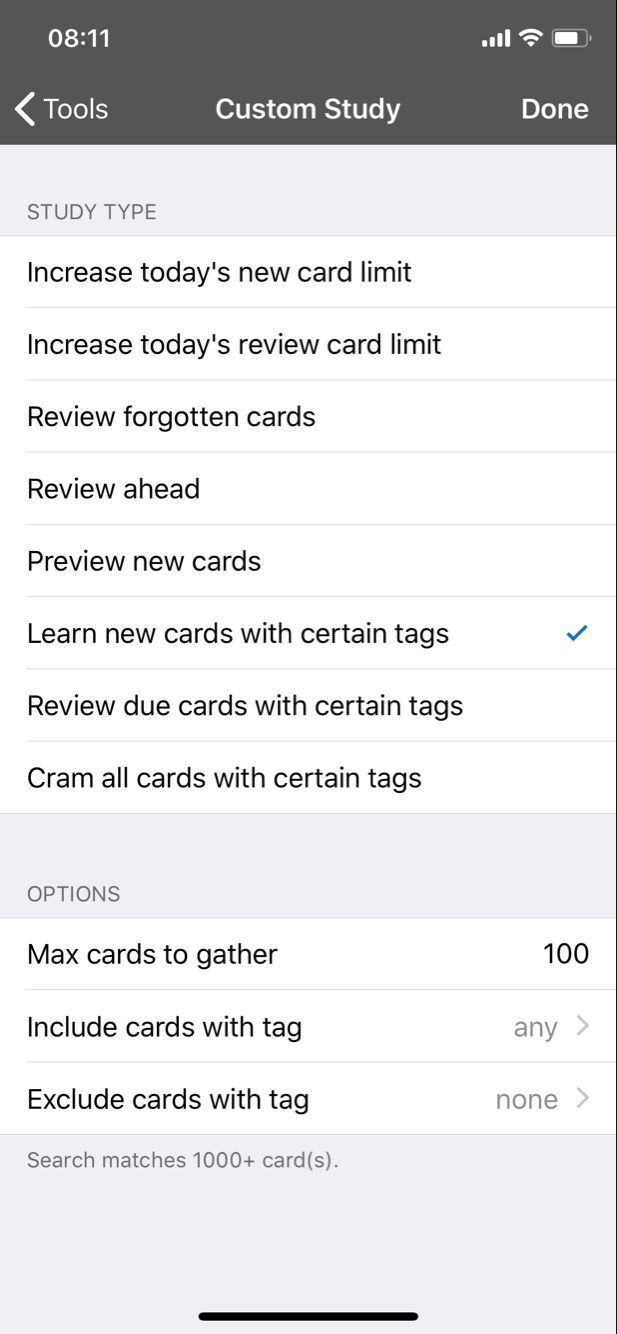 08:11
Tools Custom Study Done
STUDY TYPE
Increase today's new card limit
Increase today's review card limit
Review forgotten cards
Review ahead
Preview new cards
Learn new cards with certain tags
Review due cards with certain tags
Cram all cards with certain tags
OPTIONS
Max cards to gather 100
Include cards with tag any
Exclude cards with tag none
Search matches 1000+ card(s).